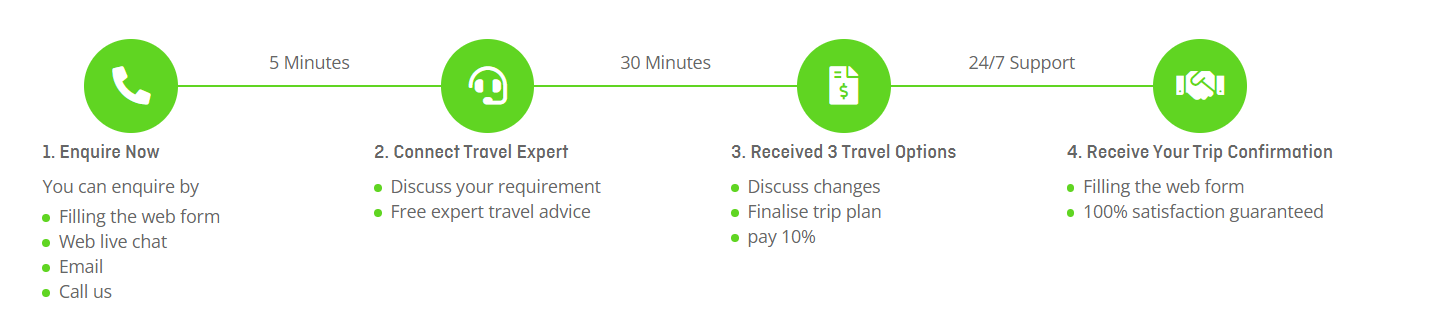 5 Minutes
30 Minutes
24/7 Support
$
1. Enquire Now
You can enquire by
Filling the web form
Web live chat
Email
Call us
2. Connect Travel Expert
Discuss your requirement
Free expert travel advice
3. Received 3 Travel Options
Discuss changes
Finalise trip plan
pay 10%
4. Receive Your Trip Confirmation
Filling the web form
100% satisfaction guaranteed